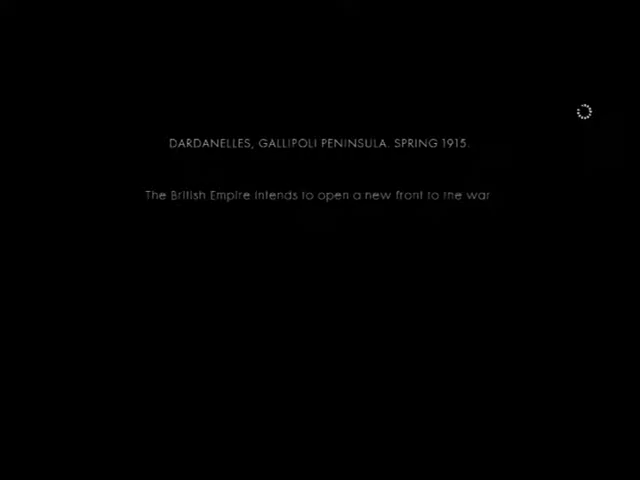 DARDANELLES, GALLIPOLI PENINSULA. SPRING 1915.
The British Empire intends to open a new front to the war